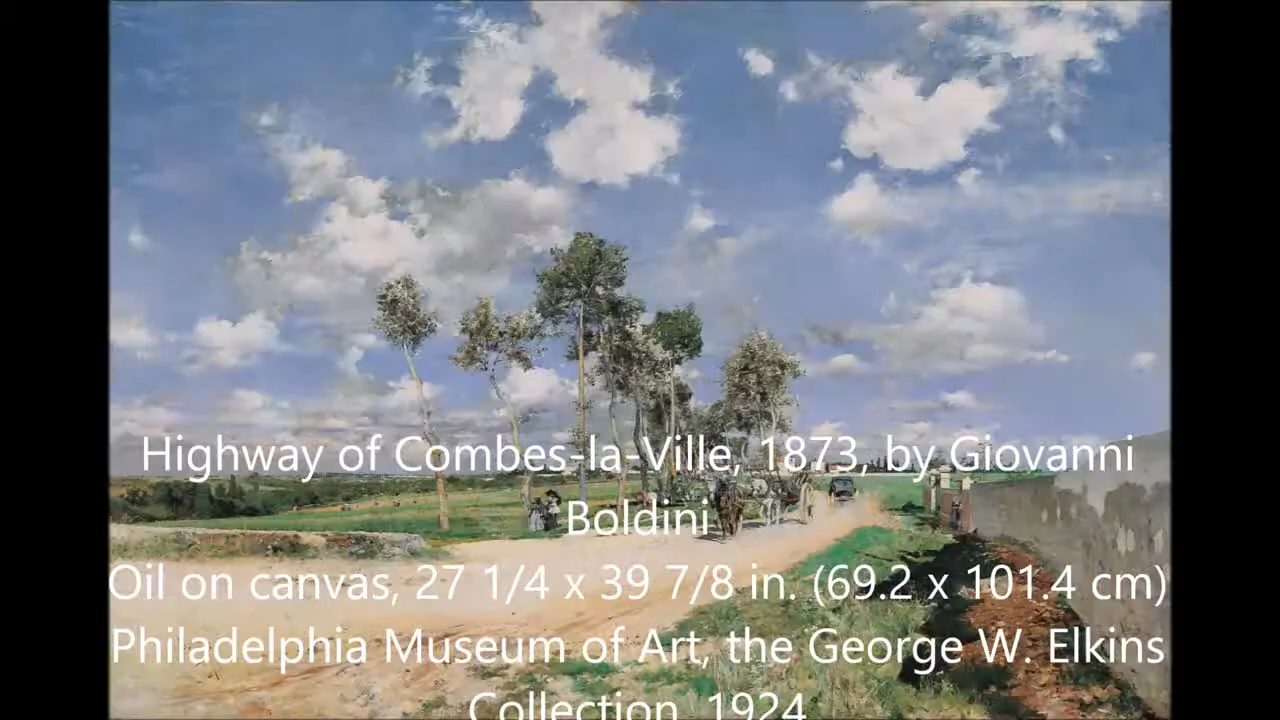 Highway of Combes-la-Ville, 1873, by Giovanni
Boldini
Oil on canvas, 27 1/4 x 39 7/8 in. (69.2 x 101.4 cm)
Philadelphia Museum of Art, the George W. Elkins
Collection, 1924